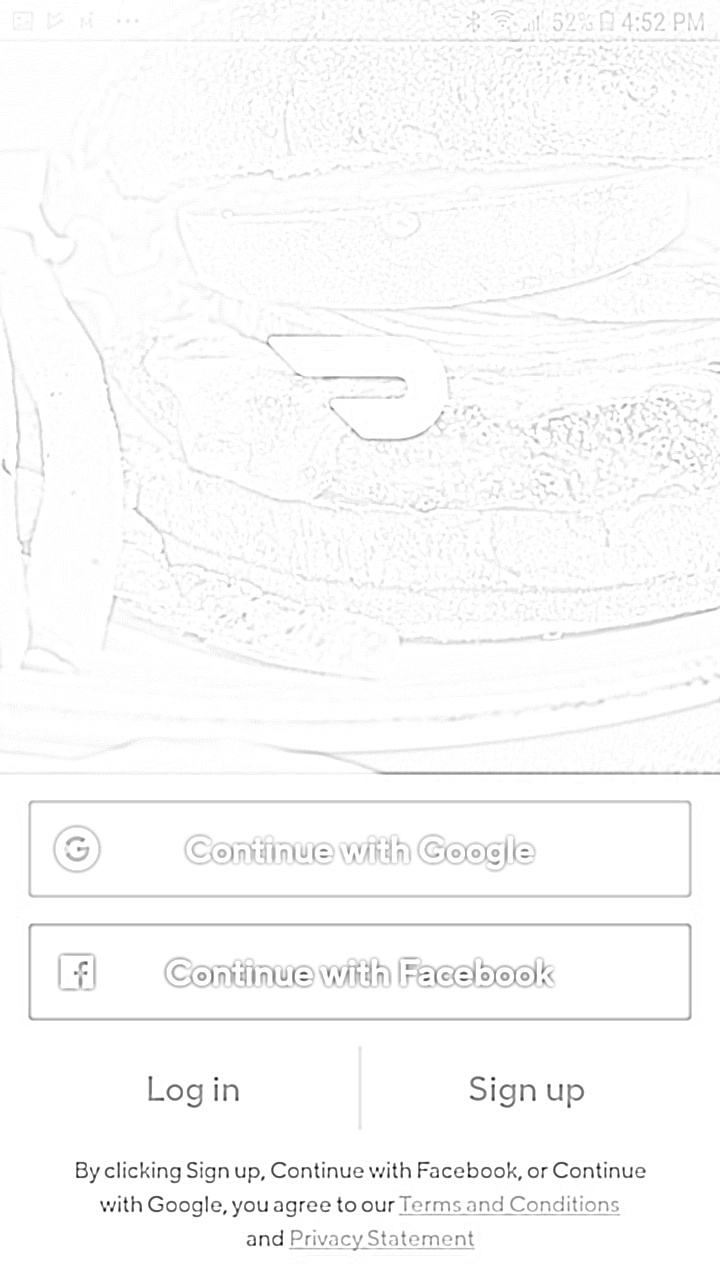 52% 4:52 PM
Continue with Google
Continue with Facebook
Log in
Sign up
By clicking Sign up, Continue with Facebook, or Continue
with Google, you agree to our Terms and Conditions
and Privacy Statement